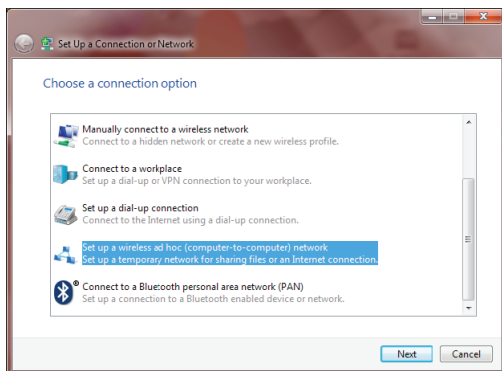 Set Up a Connection or Network
Choose a connection option
Manually connect to a wireless network
Connect to a hidden network or create a new wireless profile.
Connect to a workplace
Set up a dial-up or VPN connection to your workplace.
Set up a dial-up connection
Connect to the Internet using a dial-up connection.
Set up a wireless ad hoc (computer-to-computer) network
Set up a temporary network for sharing files or an Internet connection.
® Connect to a Bluetooth personal area network (PAN)
Set up a connection to a Bluetooth enabled device or network.
Next Cancel